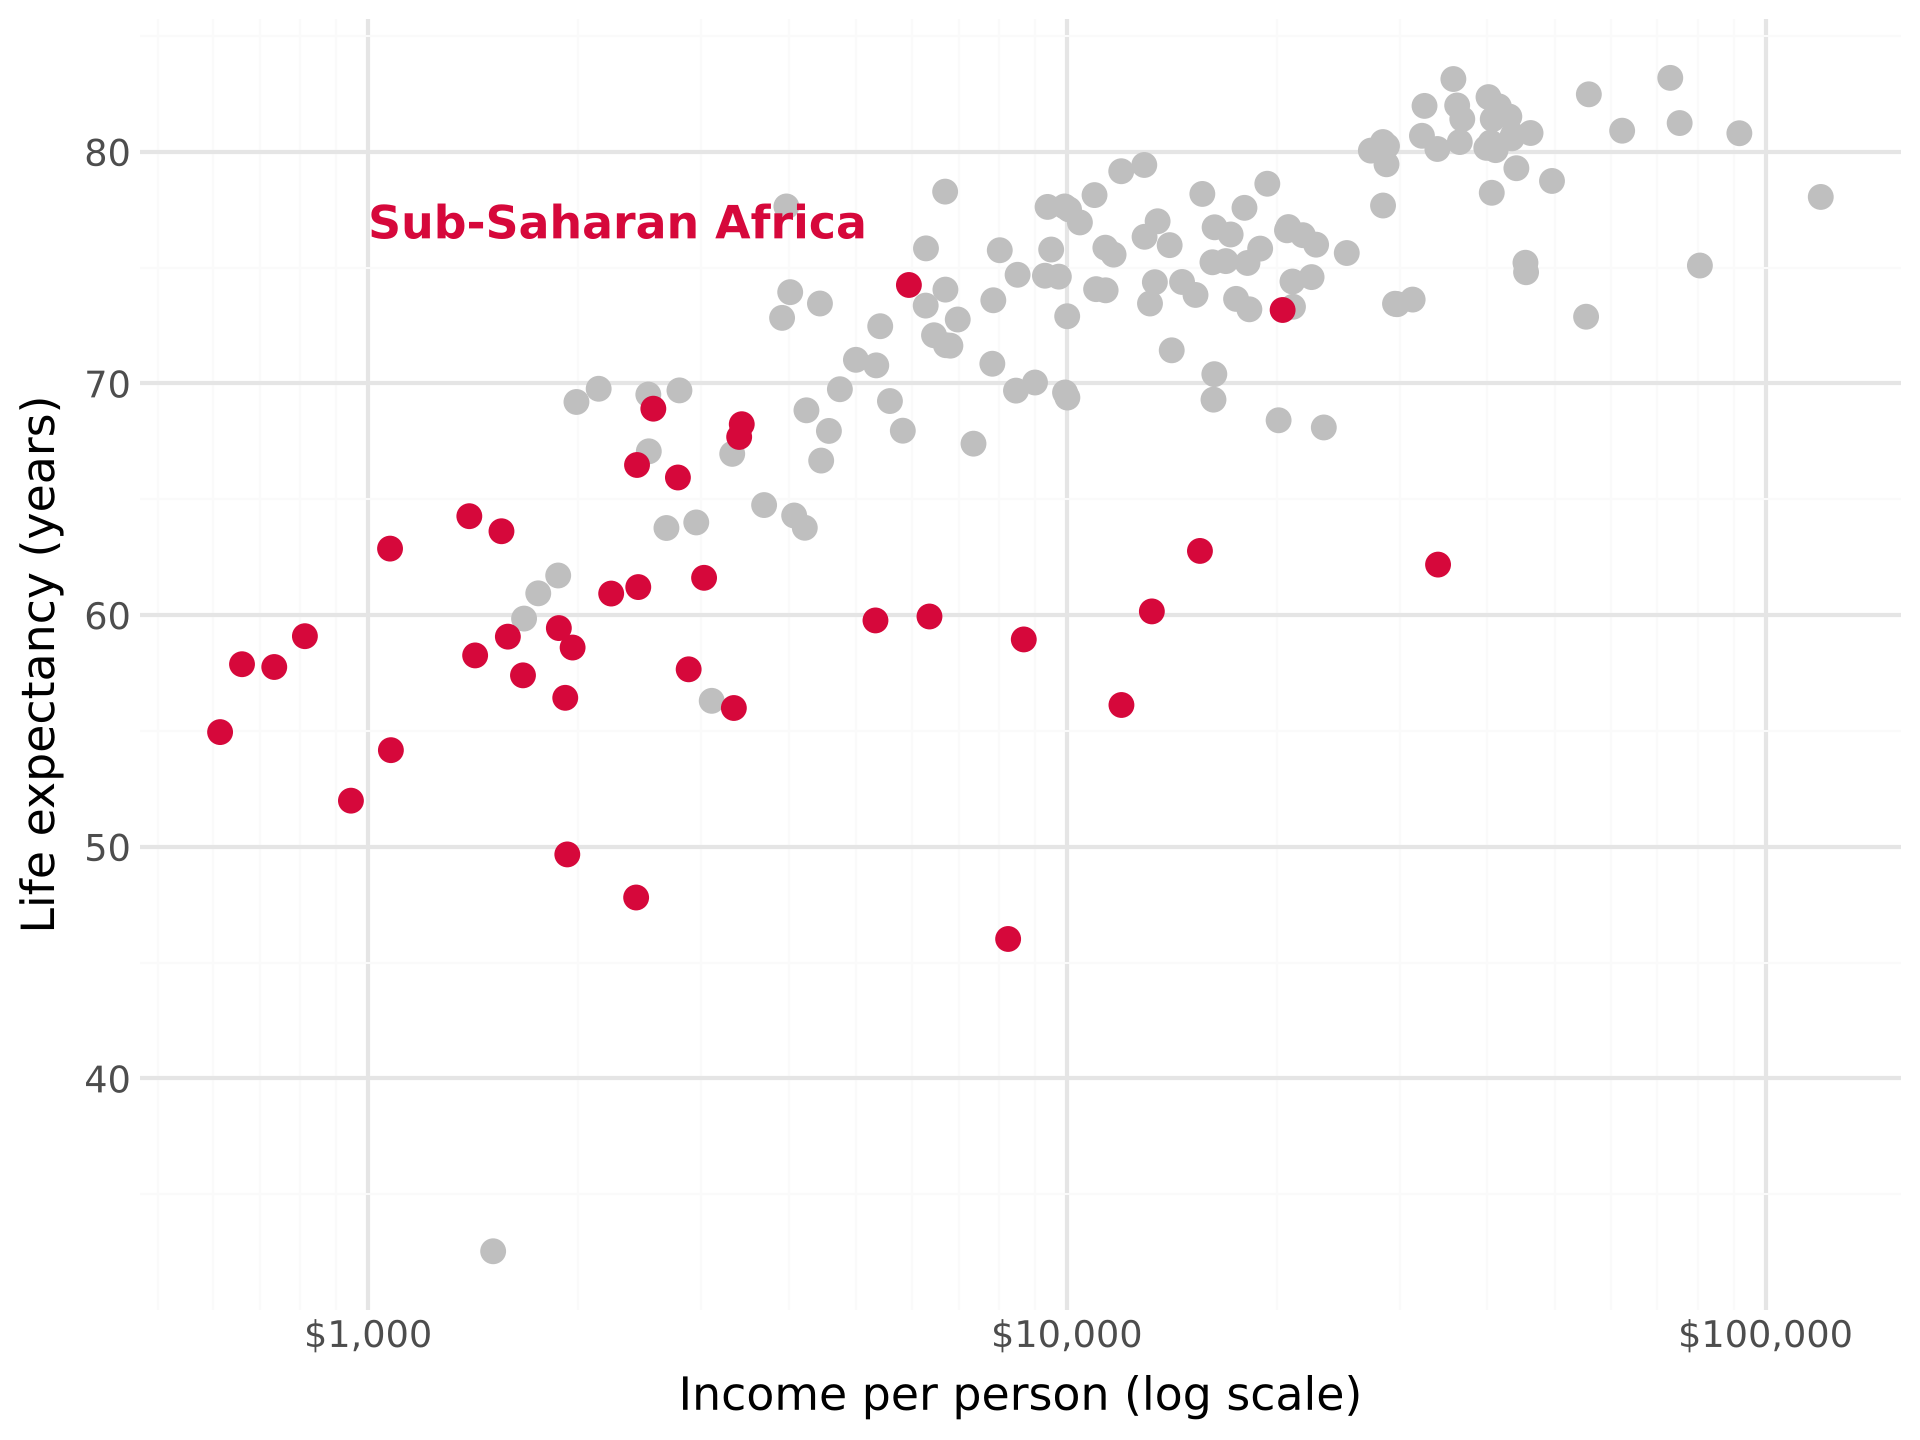 Sub-Saharan Africa
80
70
60
50
40
Life expectancy (years)
$1,000
$10,000
$100,000
Income per person (log scale)